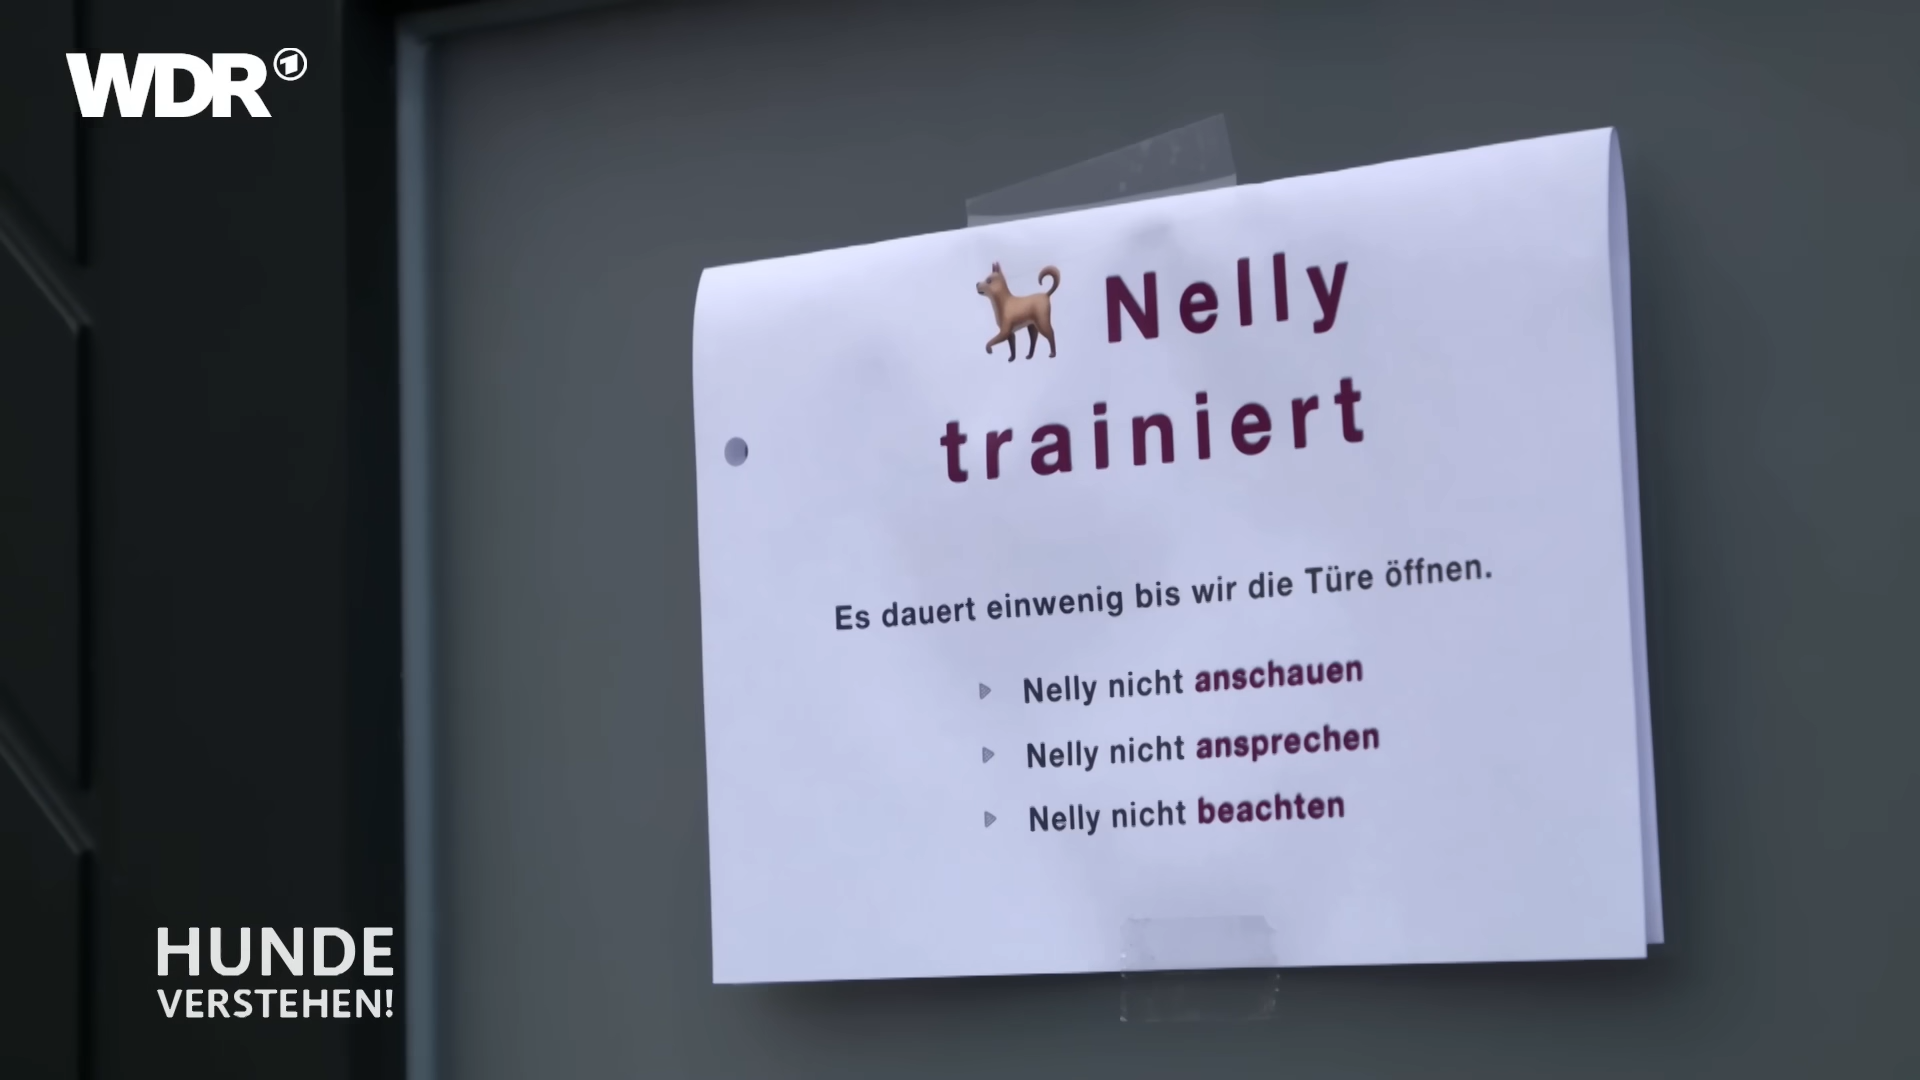 WDR
Nelly
trainiert
Es dauert einwenig bis wir die Türe öffnen.
Nelly nicht anschauen
Nelly nicht ansprechen
Nelly nicht beachten
HUNDE
VERSTEHEN!